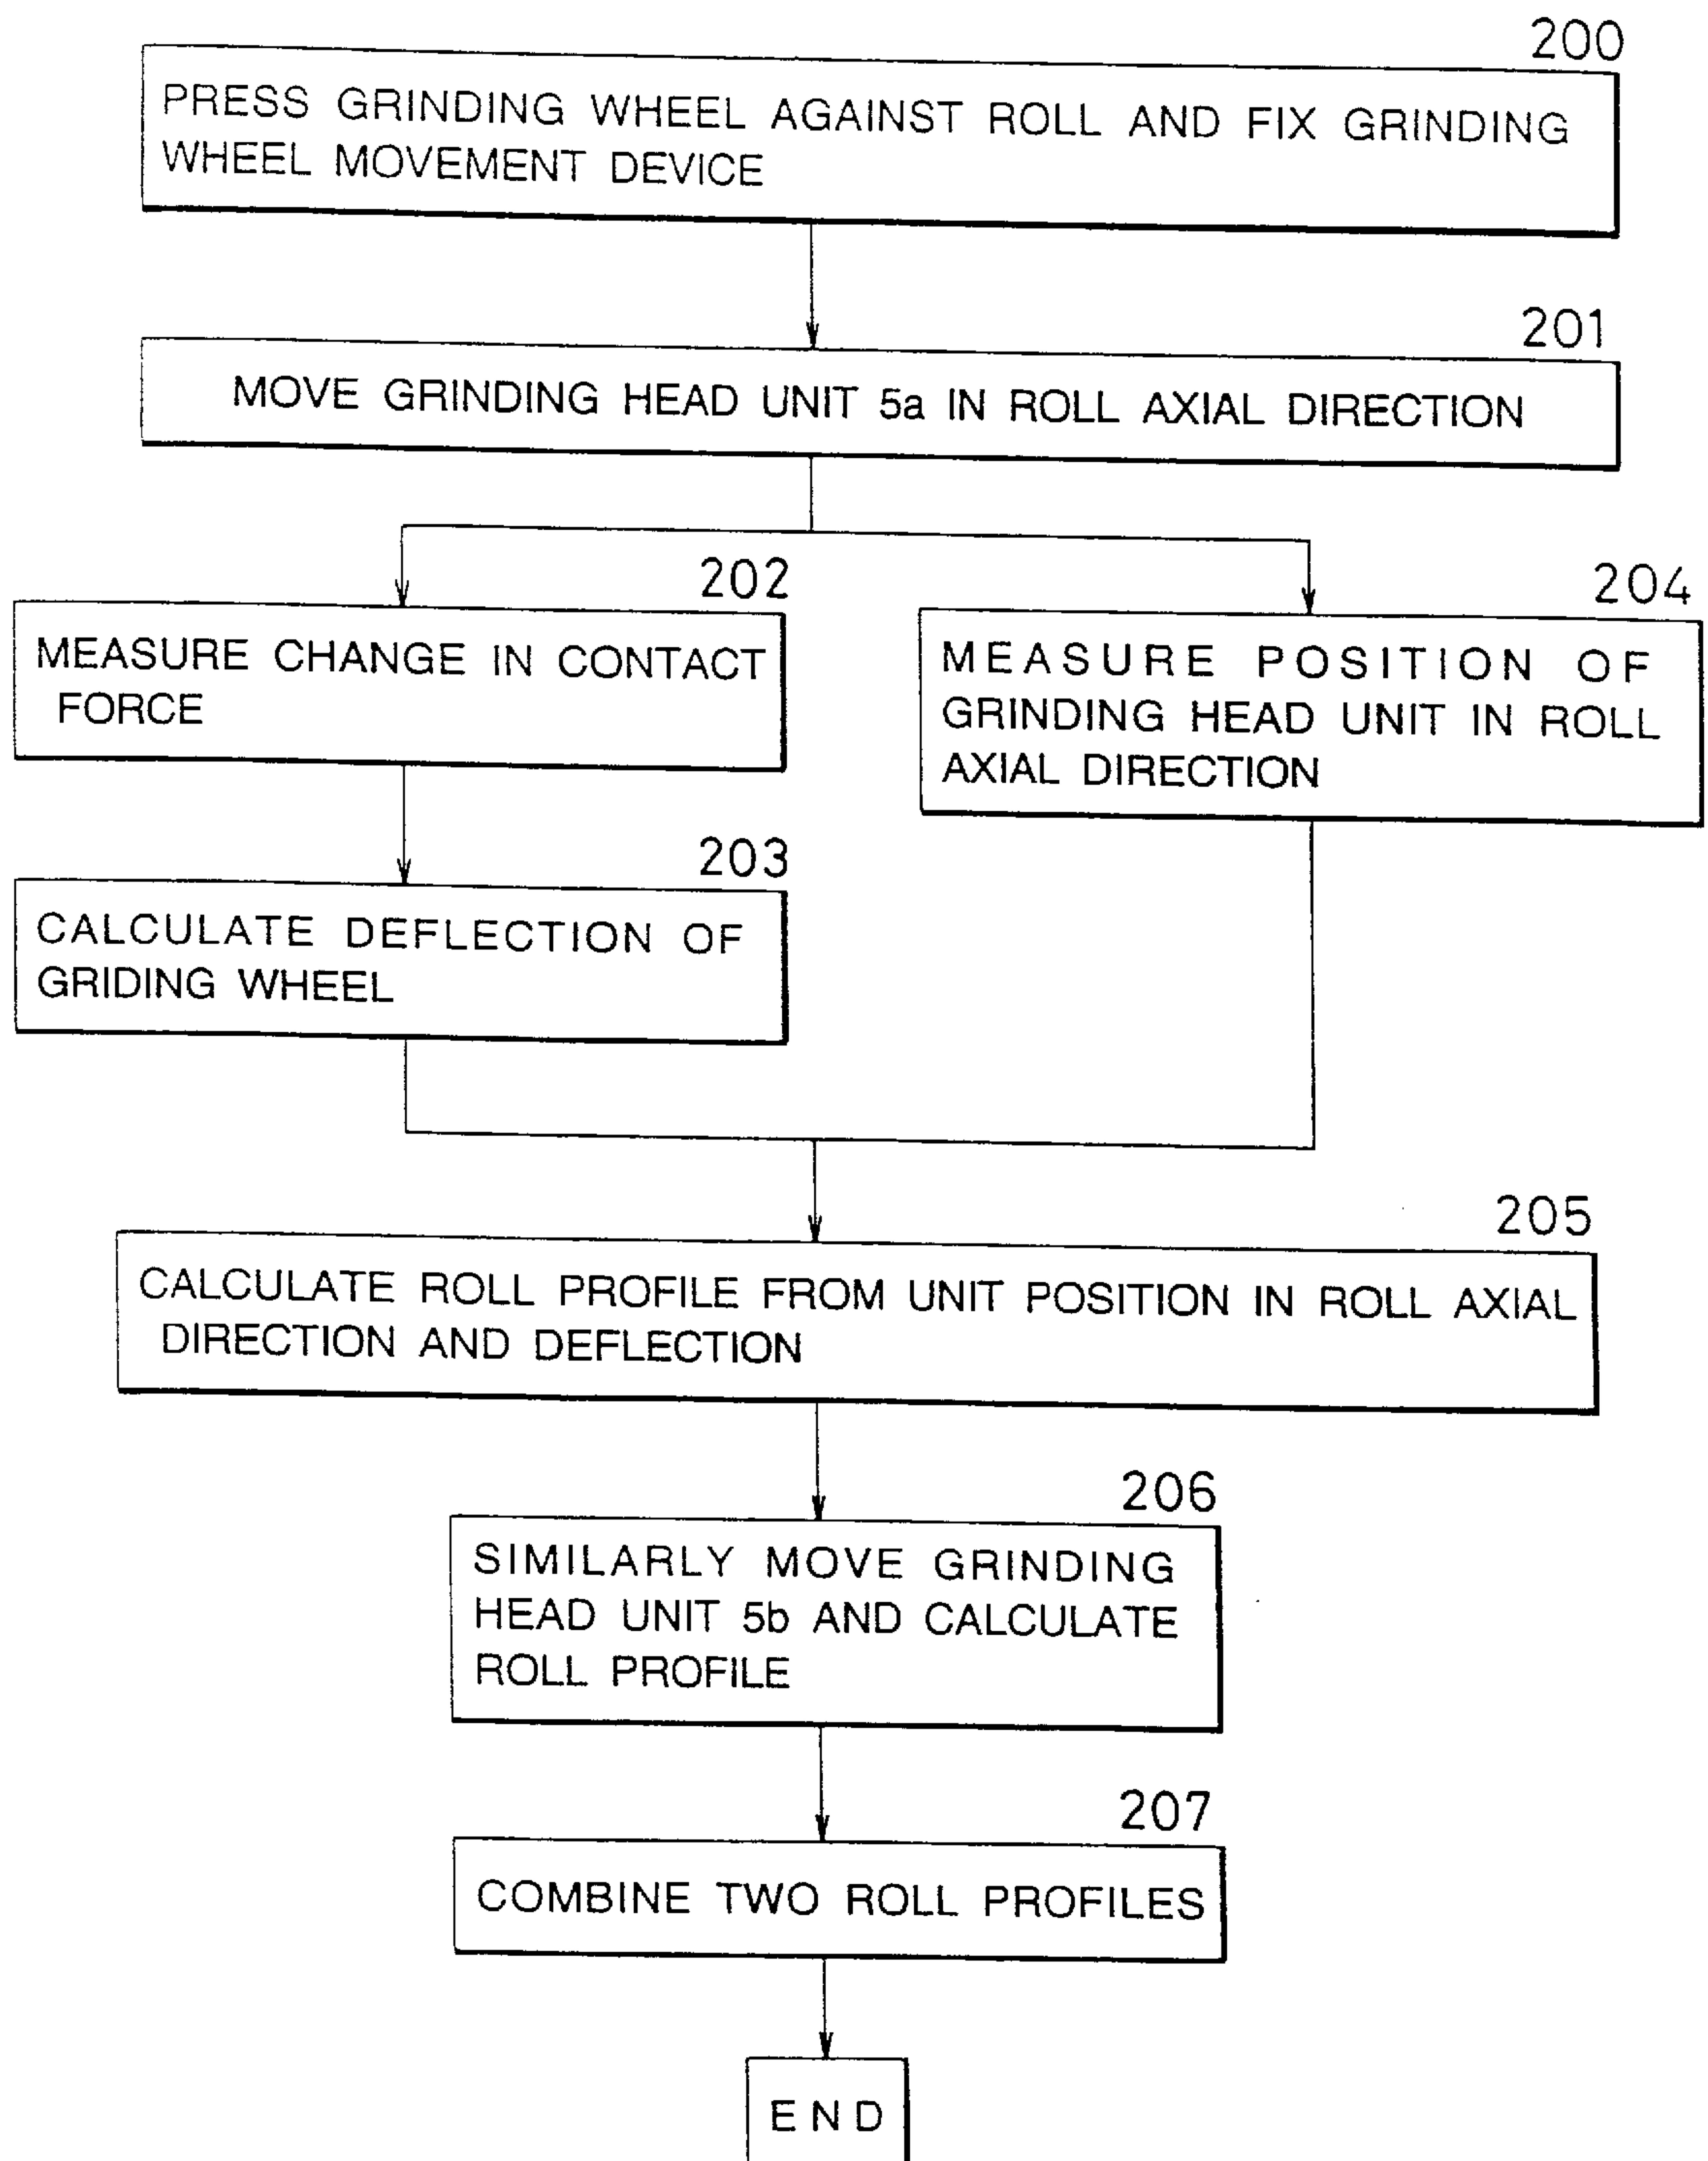 200
PRESS GRINDING WHEEL AGAINST ROLL AND FIX GRINDING
WHEEL MOVEMENT DEVICE
201
MOVE GRINDING HEAD UNIT 5a IN ROLL AXIAL DIRECTION
202
MEASURE CHANGE IN CONTACT
FORCE
204
MEASURE POSITION OF
GRINDING HEAD UNIT IN ROLL
AXIAL DIRECTION
203
CALCULATE DEFLECTION OF
GRIDING WHEEL
205
CALCULATE ROLL PROFILE FROM UNIT POSITION IN ROLL AXIAL
DIRECTION AND DEFLECTION
206
SIMILARLY MOVE GRINDING
HEAD UNIT 5b AND CALCULATE
ROLL PROFILE
207
COMBINE TWO ROLL PROFILES
END